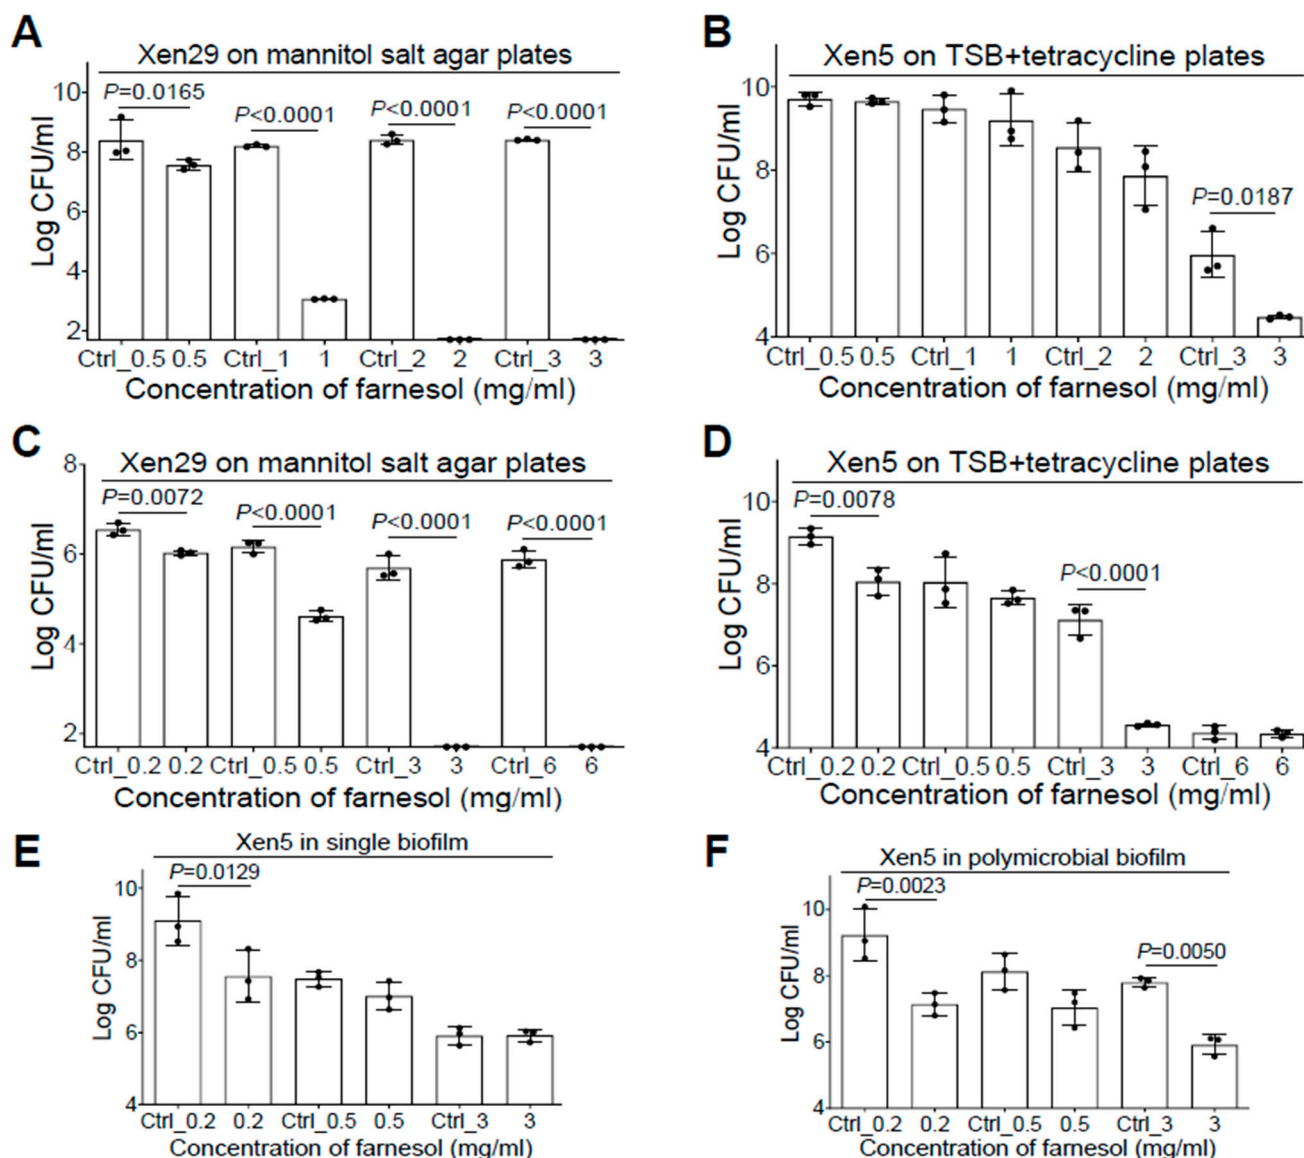 A
Xen29 on mannitol salt agar plates
P=0.0165
P<0.0001
P<0.0001
P<0.0001
Log CFU/ml
10
8
6
4
2
Ctrl_0.5 0.5 Ctrl_1 1 Ctrl_2 2 Ctrl_3 3
Concentration of farnesol (mg/ml)
B
Xen5 on TSB+tetracycline plates
P=0.0187
Log CFU/ml
10
8
6
4
Ctrl_0.5 0.5 Ctrl_1 1 Ctrl_2 2 Ctrl_3 3
Concentration of farnesol (mg/ml)
C
Xen29 on mannitol salt agar plates
P=0.0072
P<0.0001
P<0.0001
P<0.0001
Log CFU/ml
8
6
4
2
Ctrl_0.2 0.2 Ctrl_0.5 0.5 Ctrl_3 3 Ctrl_6 6
Concentration of farnesol (mg/ml)
D
Xen5 on TSB+tetracycline plates
P=0.0078
P<0.0001
Log CFU/ml
10
8
6
4
Ctrl_0.2 0.2 Ctrl_0.5 0.5 Ctrl_3 3 Ctrl_6 6
Concentration of farnesol (mg/ml)
E
Xen5 in single biofilm
P=0.0129
Log CFU/ml
10
8
6
4
Ctrl_0.2 0.2 Ctrl_0.5 0.5 Ctrl_3 3
Concentration of farnesol (mg/ml)
F
Xen5 in polymicrobial biofilm
P=0.0023
P=0.0050
Log CFU/ml
10
8
6
4
Ctrl_0.2 0.2 Ctrl_0.5 0.5 Ctrl_3 3
Concentration of farnesol (mg/ml)